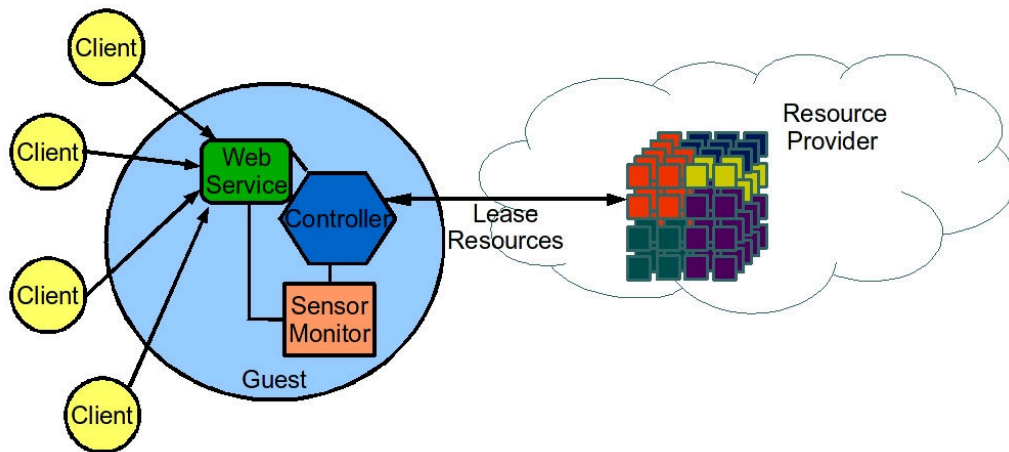 Client
Client
Client
Client
Web
Service
Controller
Sensor
Monitor
Guest
Lease
Resources
Resource
Provider